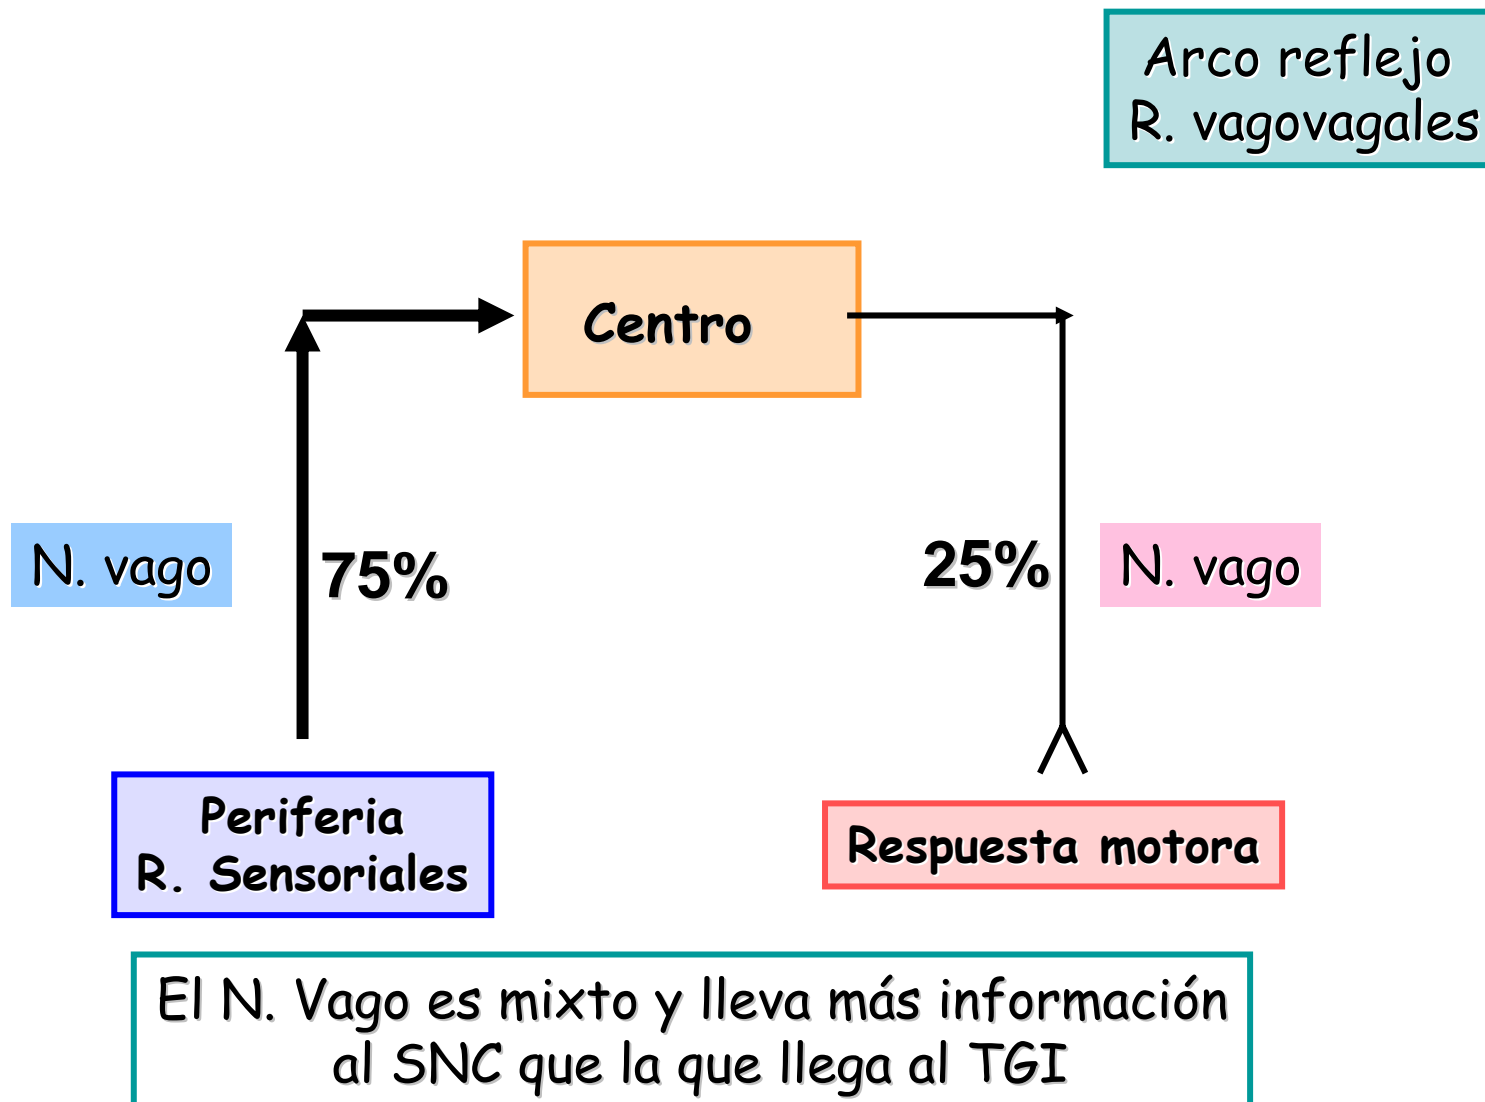 Arco reflejo
R. vagovagales
Centro
N. vago
75%
25%
N. vago
Periferia
R. Sensoriales
Respuesta motora
El N. Vago es mixto y lleva más información
al SNC que la que llega al TGI